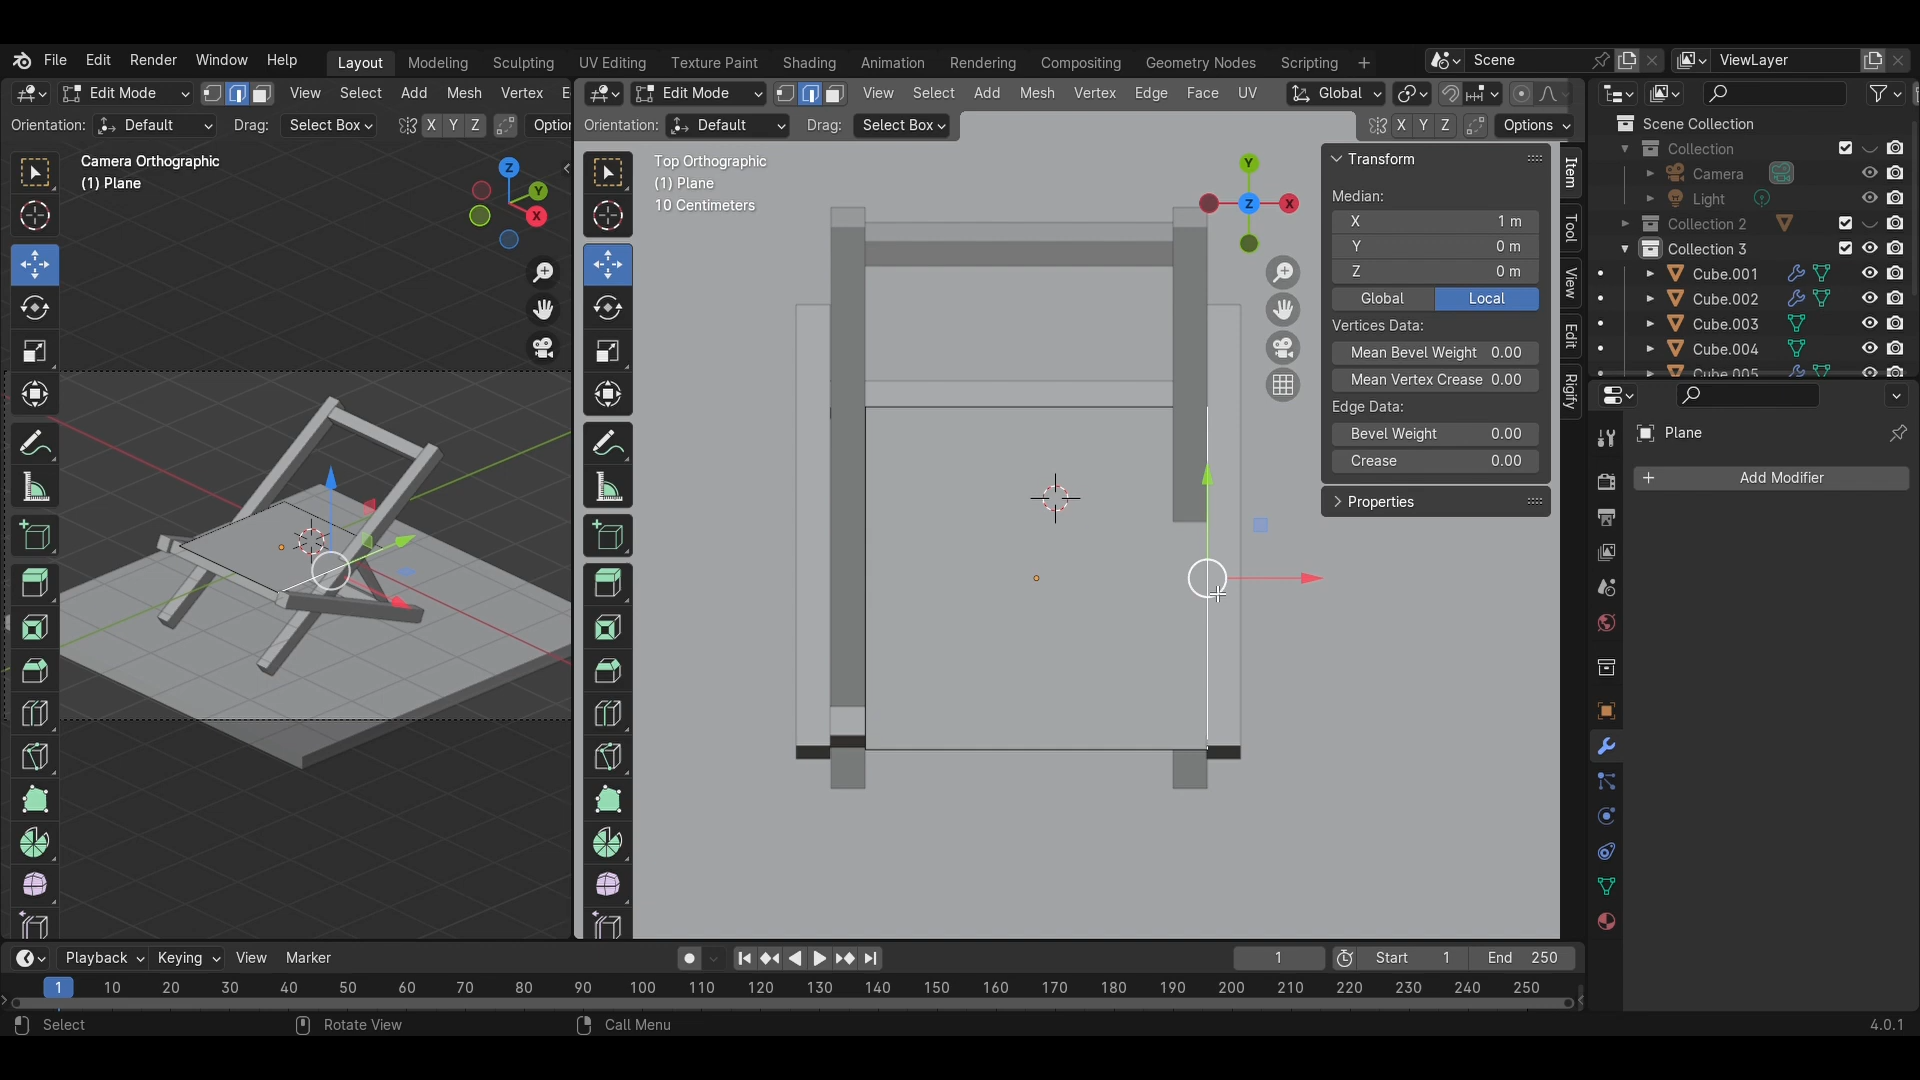 File Edit Render Window Help Layout Modeling Sculpting UV Editing Texture Paint Shading Animation Rendering Compositing Geometry Nodes Scripting + Scene ViewLayer
Edit Mode View Select Add Mesh Vertex E
Edit Mode View Select Add Mesh Vertex Edge Face UV Global
Orientation: Default Drag: Select Box X Y Z Option
Orientation: Default Drag: Select Box X Y Z Options
Camera Orthographic
(1) Plane
Z
Y
X
Top Orthographic
(1) Plane
10 Centimeters
Y
Z
X
Transform
Median:
X 1 m
Y 0 m
Z 0 m
Global Local
Vertices Data:
Mean Bevel Weight 0.00
Mean Vertex Crease 0.00
Edge Data:
Bevel Weight 0.00
Crease 0.00
Properties
Item
Tool
View
Edit
Rigify
Scene Collection
Collection
Camera
Light
Collection 2
Collection 3
Cube.001
Cube.002
Cube.003
Cube.004
Cube.005
Plane
+ Add Modifier
Playback Keying View Marker 1 Start 1 End 250
1 10 20 30 40 50 60 70 80 90 100 110 120 130 140 150 160 170 180 190 200 210 220 230 240 250
Select Rotate View Call Menu 4.0.1